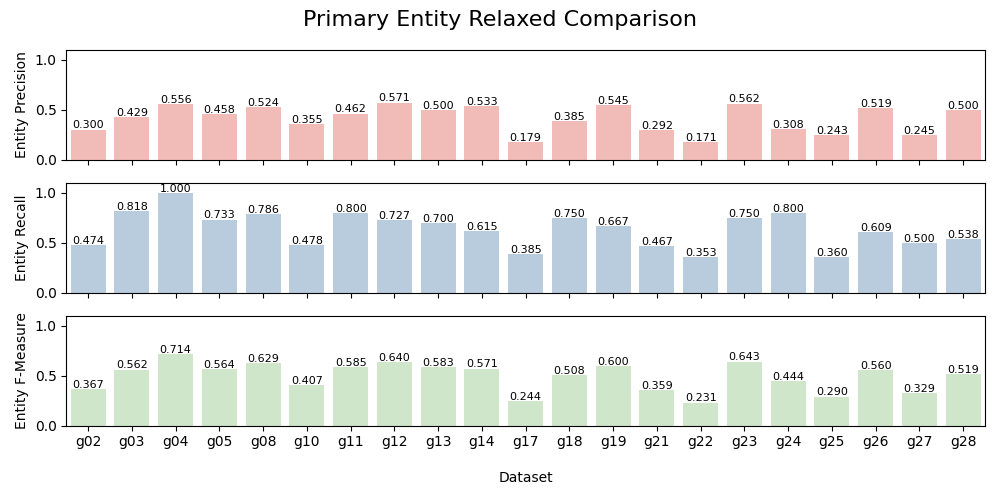 Primary Entity Relaxed Comparison
Entity Precision
1.0
0.5
0.0
0.300 0.429 0.556 0.458 0.524 0.355 0.462 0.571 0.500 0.533 0.179 0.385 0.545 0.292 0.171 0.562 0.308 0.243 0.519 0.245 0.500
Entity Recall
1.0
0.5
0.0
0.474 0.818 1.000 0.733 0.786 0.478 0.800 0.727 0.700 0.615 0.385 0.750 0.667 0.467 0.353 0.750 0.800 0.360 0.609 0.500 0.538
Entity F-Measure
1.0
0.5
0.0
0.367 0.562 0.714 0.564 0.629 0.407 0.585 0.640 0.583 0.571 0.244 0.508 0.600 0.359 0.231 0.643 0.444 0.290 0.560 0.329 0.519
g02 g03 g04 g05 g08 g10 g11 g12 g13 g14 g17 g18 g19 g21 g22 g23 g24 g25 g26 g27 g28
Dataset